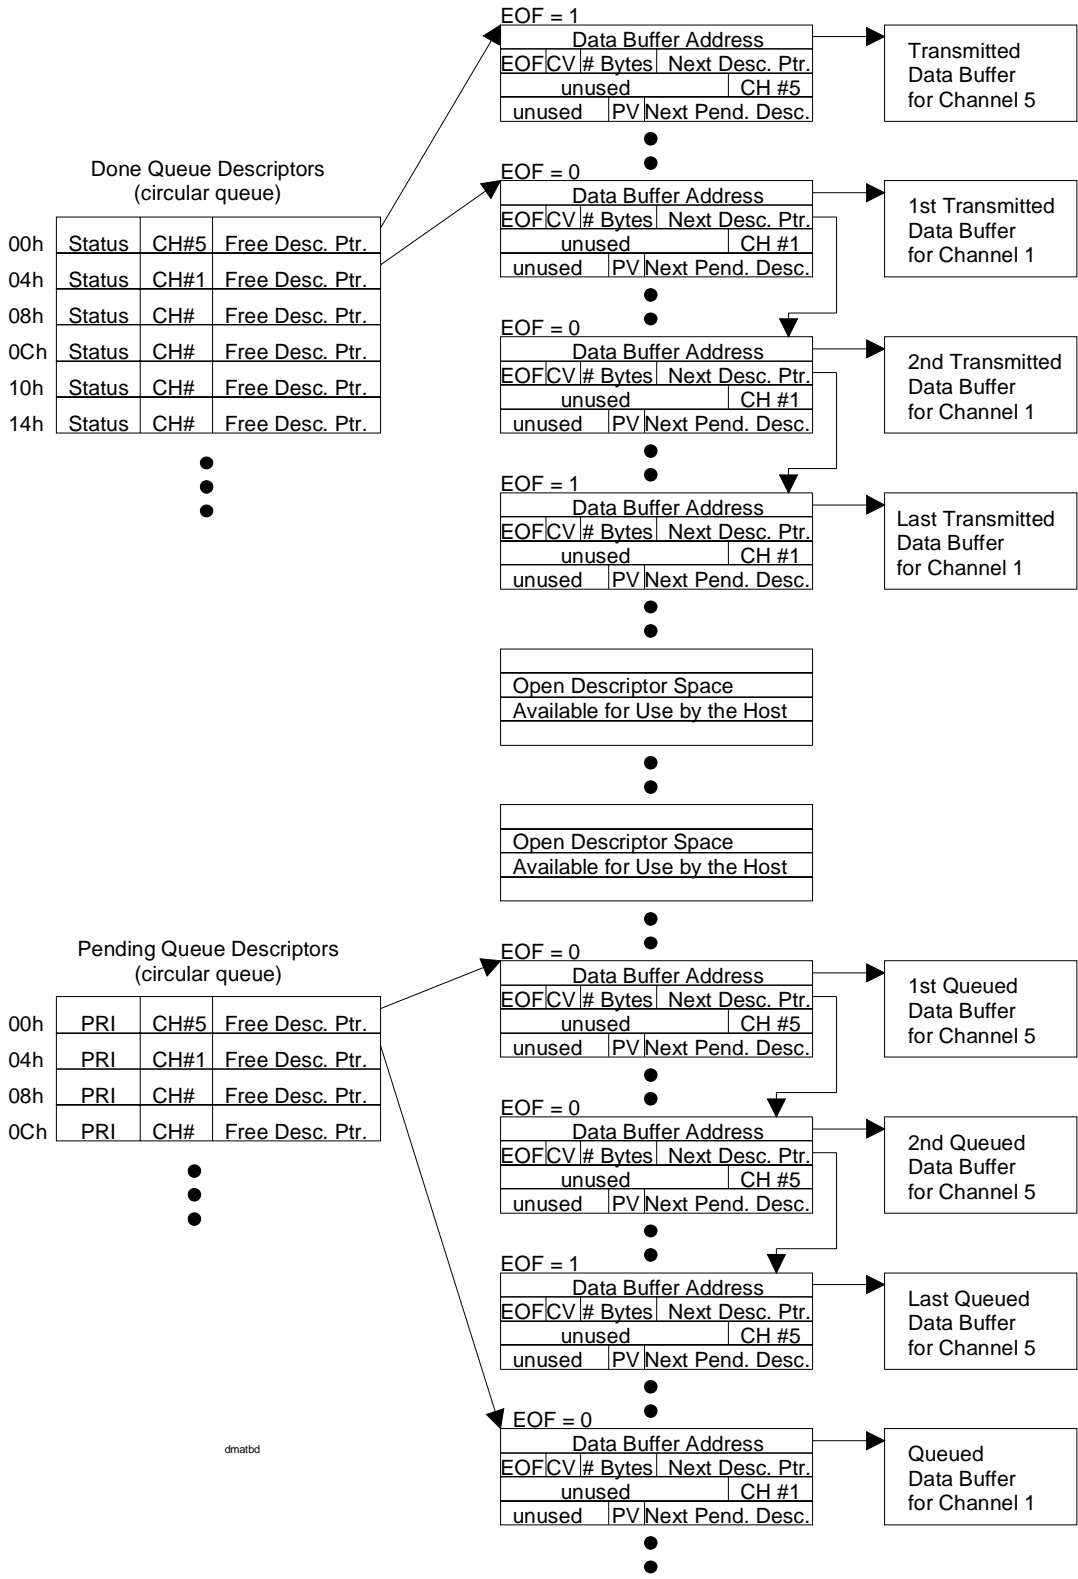 EOF = 1
Data Buffer Address
EOF CV # Bytes Next Desc. Ptr.
unused CH #5
unused PV Next Pend. Desc.
Transmitted
Data Buffer
for Channel 5
Done Queue Descriptors
(circular queue)
00h Status CH#5 Free Desc. Ptr.
04h Status CH#1 Free Desc. Ptr.
08h Status CH# Free Desc. Ptr.
0Ch Status CH# Free Desc. Ptr.
10h Status CH# Free Desc. Ptr.
14h Status CH# Free Desc. Ptr.
EOF = 0
Data Buffer Address
EOF CV # Bytes Next Desc. Ptr.
unused CH #1
unused PV Next Pend. Desc.
1st Transmitted
Data Buffer
for Channel 1
EOF = 0
Data Buffer Address
EOF CV # Bytes Next Desc. Ptr.
unused CH #1
unused PV Next Pend. Desc.
2nd Transmitted
Data Buffer
for Channel 1
EOF = 1
Data Buffer Address
EOF CV # Bytes Next Desc. Ptr.
unused CH #1
unused PV Next Pend. Desc.
Last Transmitted
Data Buffer
for Channel 1
Open Descriptor Space
Available for Use by the Host
Open Descriptor Space
Available for Use by the Host
Pending Queue Descriptors
(circular queue)
00h PRI CH#5 Free Desc. Ptr.
04h PRI CH#1 Free Desc. Ptr.
08h PRI CH# Free Desc. Ptr.
0Ch PRI CH# Free Desc. Ptr.
EOF = 0
Data Buffer Address
EOF CV # Bytes Next Desc. Ptr.
unused CH #5
unused PV Next Pend. Desc.
1st Queued
Data Buffer
for Channel 5
EOF = 0
Data Buffer Address
EOF CV # Bytes Next Desc. Ptr.
unused CH #5
unused PV Next Pend. Desc.
2nd Queued
Data Buffer
for Channel 5
EOF = 1
Data Buffer Address
EOF CV # Bytes Next Desc. Ptr.
unused CH #5
unused PV Next Pend. Desc.
Last Queued
Data Buffer
for Channel 5
EOF = 0
Data Buffer Address
EOF CV # Bytes Next Desc. Ptr.
unused CH #1
unused PV Next Pend. Desc.
Queued
Data Buffer
for Channel 1
dmatbd